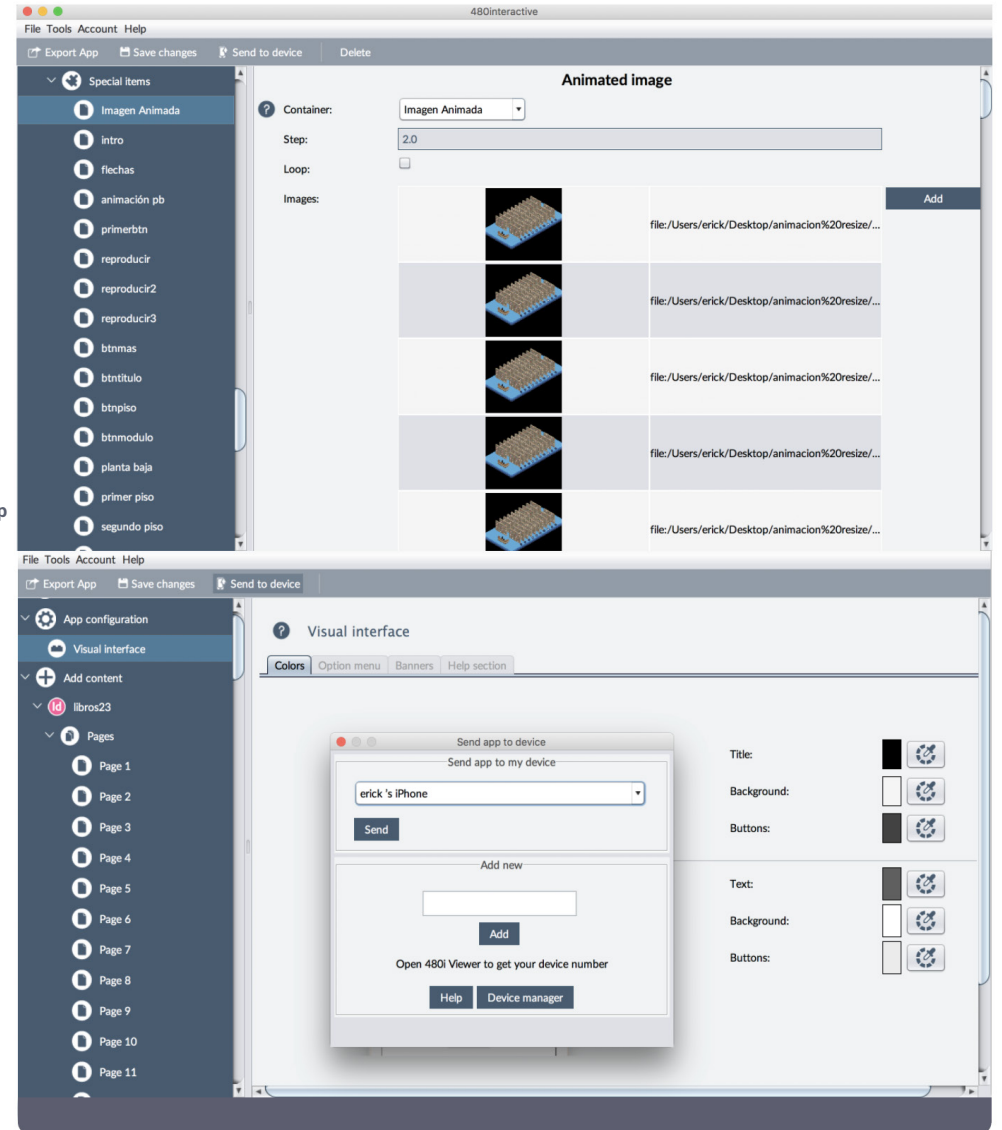 480interactive
File Tools Account Help
Export App Save changes Send to device Delete
Special items
Imagen Animada
intro
flechas
animación pb
primerbtn
reproducir
reproducir2
reproducir3
btnmas
btntitulo
btnpiso
btnmodulo
planta baja
primer piso
segundo piso
Animated image
? Container: Imagen Animada
Step: 2.0
Loop:
Images:
file:/Users/erick/Desktop/animacion%20resize/...
Add
file:/Users/erick/Desktop/animacion%20resize/...
file:/Users/erick/Desktop/animacion%20resize/...
file:/Users/erick/Desktop/animacion%20resize/...
file:/Users/erick/Desktop/animacion%20resize/...
p
File Tools Account Help
Export App Save changes Send to device
App configuration
Visual interface
Add content
Id libros23
Pages
Page 1
Page 2
Page 3
Page 4
Page 5
Page 6
Page 7
Page 8
Page 9
Page 10
Page 11
? Visual interface
Colors Option menu Banners Help section
Send app to device
Send app to my device
erick 's iPhone
Send
Add new
Add
Open 480i Viewer to get your device number
Help Device manager
Title:
Background:
Buttons:
Text:
Background:
Buttons: